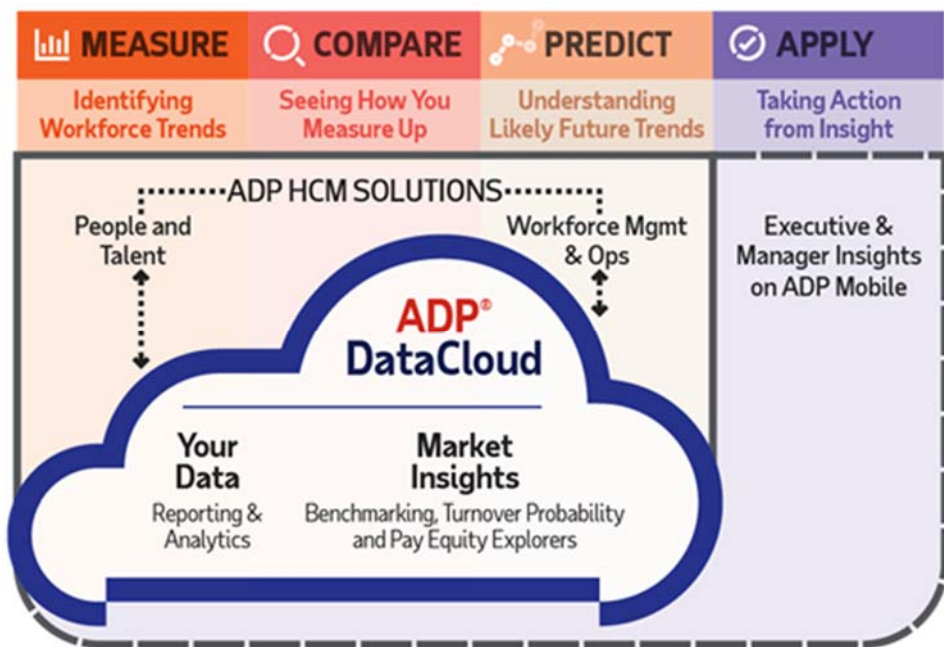 MEASURE
COMPARE
PREDICT
APPLY
Identifying
Workforce Trends
Seeing How You
Measure Up
Understanding
Likely Future Trends
Taking Action
from Insight
ADP HCM SOLUTIONS
People and
Talent
Workforce Mgmt
& Ops
Executive &
Manager Insights
on ADP Mobile
ADP®
DataCloud
Your
Data
Reporting &
Analytics
Market
Insights
Benchmarking, Turnover Probability
and Pay Equity Explorers